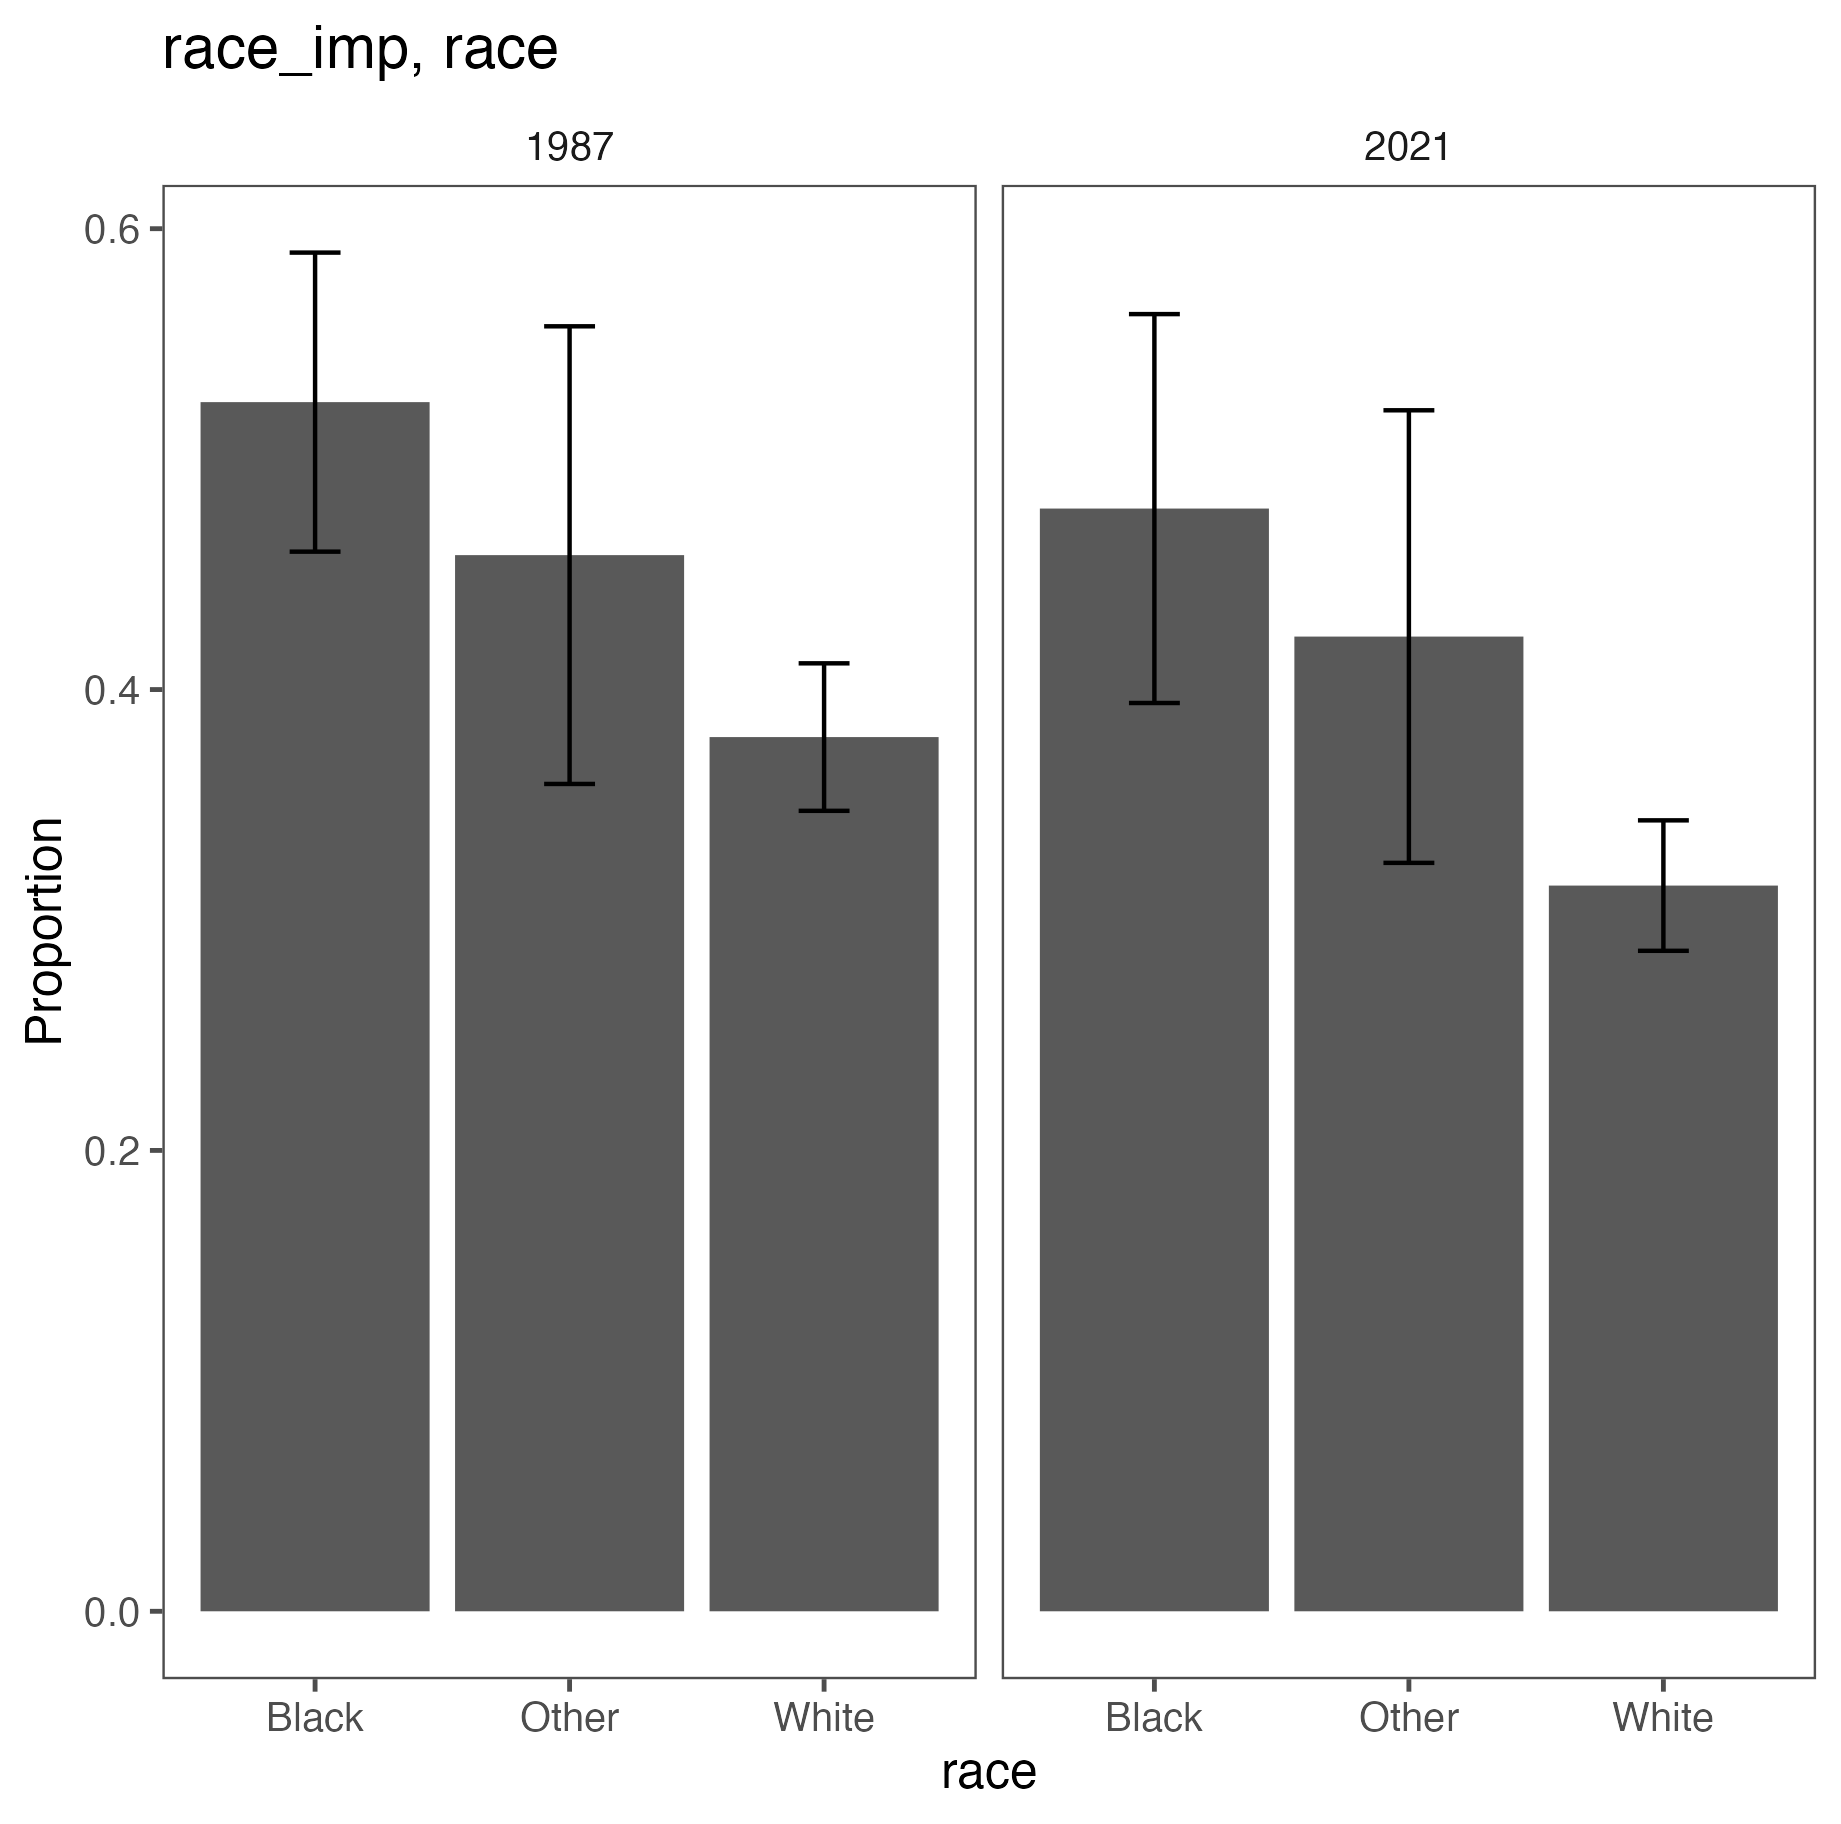 race_imp, race
1987
2021
Proportion
0.6
0.4
0.2
0.0
Black Other White
Black Other White
race